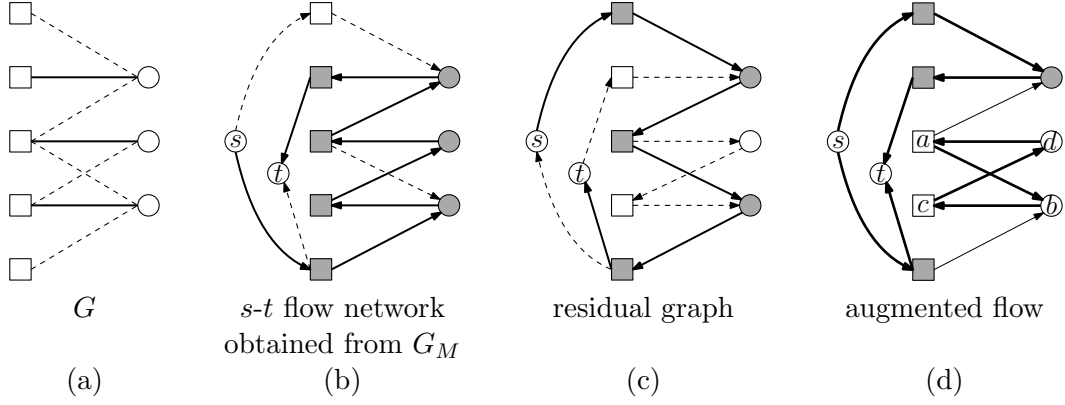 s
t
s
t
s
t
a
d
c
b
G
s-t flow network
obtained from G_M
residual graph
augmented flow
(a)
(b)
(c)
(d)